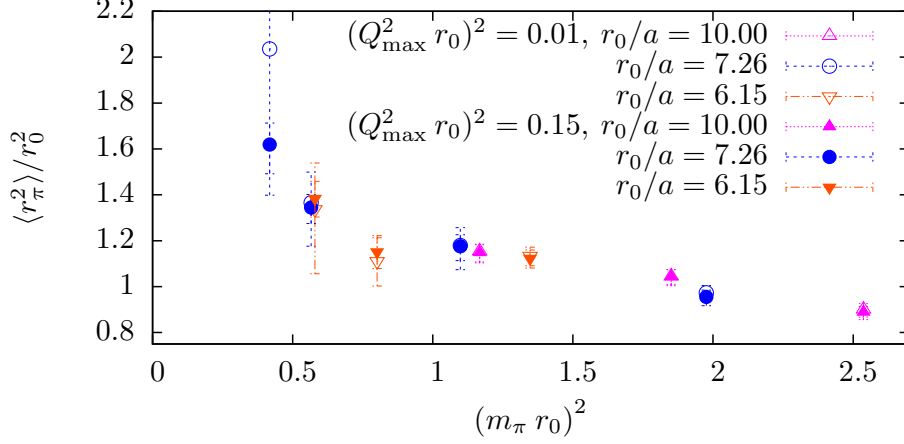 2.2
2
1.8
1.6
1.4
1.2
1
0.8
⟨r_π^2⟩/r_0^2
0 0.5 1 1.5 2 2.5
(m_π r_0)^2
(Q_max^2 r_0)^2 = 0.01, r_0/a = 10.00
r_0/a = 7.26
r_0/a = 6.15
(Q_max^2 r_0)^2 = 0.15, r_0/a = 10.00
r_0/a = 7.26
r_0/a = 6.15